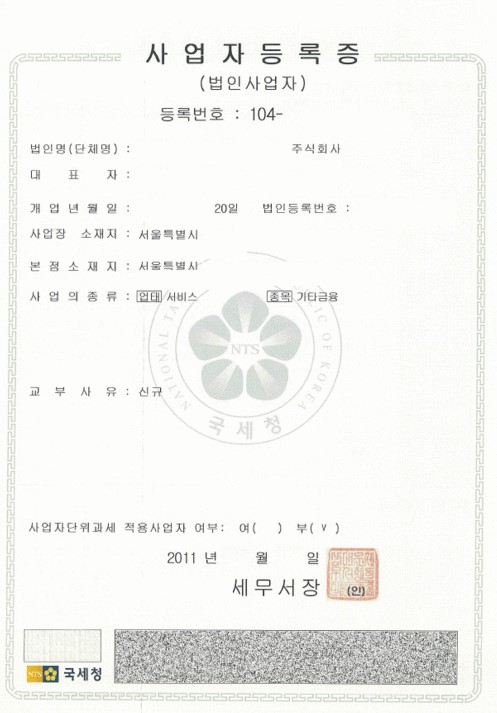 사업자등록증
(법인사업자)
등록번호 : 104-
법인명(단체명) : 주식회사
대 표 자 :
개 업 년 월 일 : 20일 법인등록번호 :
사업장 소재지 : 서울특별시
본 점 소 재 지 : 서울특별시
사 업 의 종 류 : 업태 서비스 종목 기타금융
NATIONAL TA
LIC OF KOREA
NTS
교 부 사 유 : 신규
국세청
사업자단위과세 적용사업자 여부: 여( ) 부( v )
2011 년 월 일
세무서장 (인)
NTS 국세청